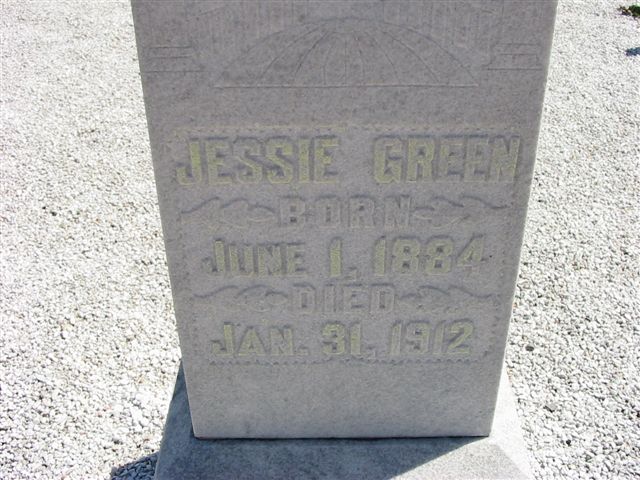 JESSIE GREEN
BORN
JUNE 1, 1884
DIED
JAN. 31, 1912